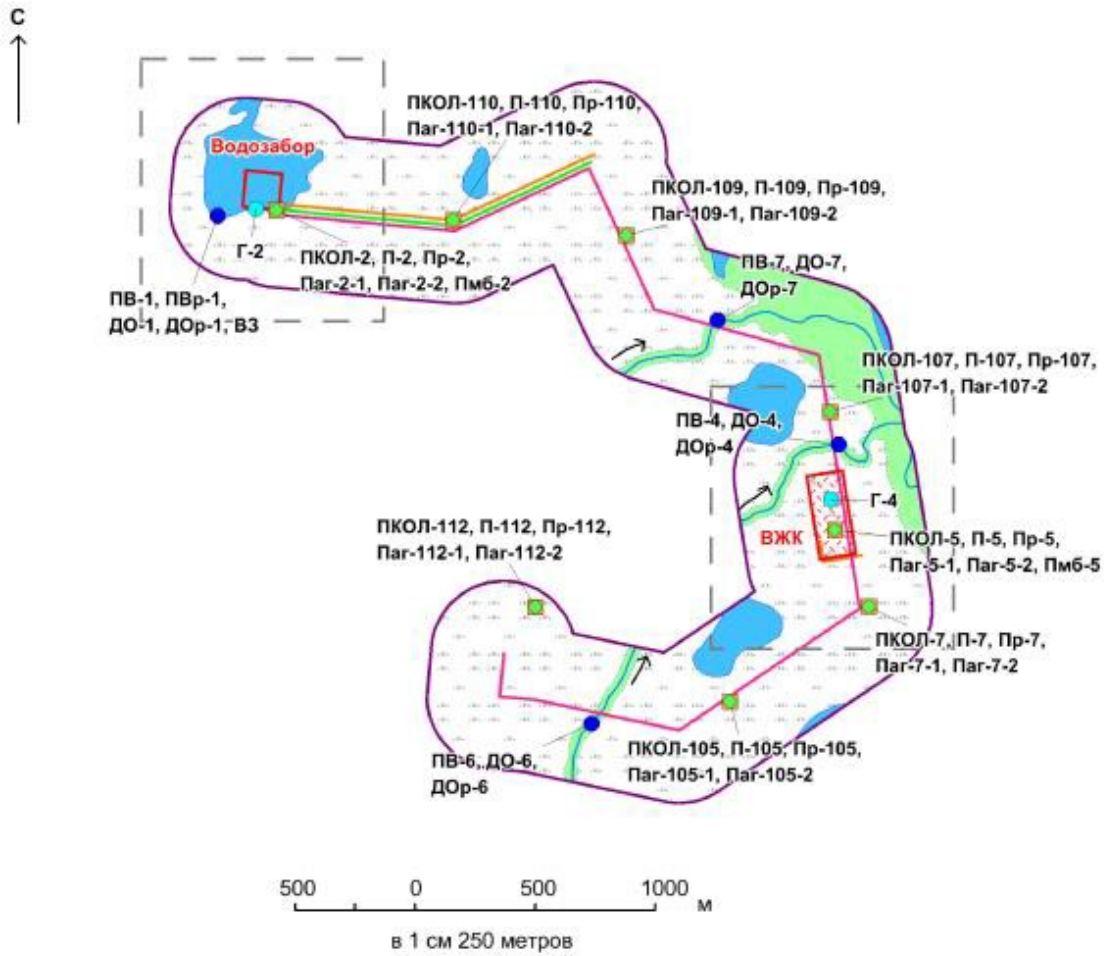 С
ПКОЛ-110, П-110, Пр-110,
Паг-110-1, Паг-110-2
Водозабор
ПКОЛ-109, П-109, Пр-109,
Паг-109-1, Паг-109-2
Г-2
ПКОЛ-2, П-2, Пр-2,
Паг-2-1, Паг-2-2, Пмб-2
ПВ-7, ДО-7,
ДОр-7
ПВ-1, ПВр-1,
ДО-1, ДОр-1, ВЗ
ПКОЛ-107, П-107, Пр-107,
Паг-107-1, Паг-107-2
ПВ-4, ДО-4,
ДОр-4
Г-4
ПКОЛ-112, П-112, Пр-112,
Паг-112-1, Паг-112-2
ВЖК
ПКОЛ-5, П-5, Пр-5,
Паг-5-1, Паг-5-2, Пмб-5
ПКОЛ-7, П-7, Пр-7,
Паг-7-1, Паг-7-2
ПКОЛ-105, П-105, Пр-105,
Паг-105-1, Паг-105-2
ПВ-6, ДО-6,
ДОр-6
500 0 500 1000
м
в 1 см 250 метров